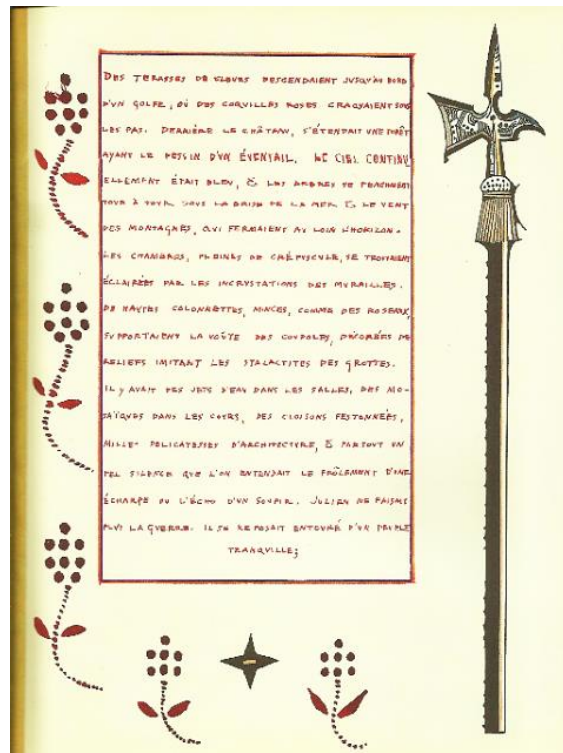 DES TERASSES DE FLEURS DESCENDAIENT JUSQU'AU BORD
D'UN GOLFE, OÙ DES COQUILLES ROSES CRAQUAIENT SOUS
LES PAS. DERRIÈRE LE CHÂTEAU, S'ÉTENDAIT UNE FORÊT
AYANT LE DESSIN D'UN ÉVENTAIL. LE CIEL CONTINU
ELLEMENT ÉTAIT BLEU, & LES ARBRES SE PENCHAIENT
TOUR À TOUR SOUS LA BRISE DE LA MER & LE VENT
DES MONTAGNES, QUI FERMAIENT AU LOIN L'HORIZON.
LES CHAMBRES, PLEINES DE CRÉPUSCULE, SE TROUVAIENT
ÉCLAIRÉES PAR LES INCRUSTATIONS DES MURAILLES.
DE HAUTES COLONNETTES, MINCES, COMME DES ROSEAUX,
SUPPORTAIENT LA VOÛTE DES COUPOLES, DÉCORÉES DE
RELIEFS IMITANT LES STALACTITES DES GROTTES.
IL Y AVAIT DES JETS D'EAU DANS LES SALLES, DES MO-
SAÏQUES DANS LES COURS, DES CLOISONS FESTONNÉES,
MILLE DÉLICATESSES D'ARCHITECTURE, & PARTOUT UN
TEL SILENCE QUE L'ON ENTENDAIT LE FRÔLEMENT D'UNE
ÉCHARPE OU L'ÉCHO D'UN SOUPIR. JULIEN NE FAISAIT
PLUS LA GUERRE. IL SE REPOSAIT ENTOURÉ D'UN PEUPLE
TRANQUILLE;